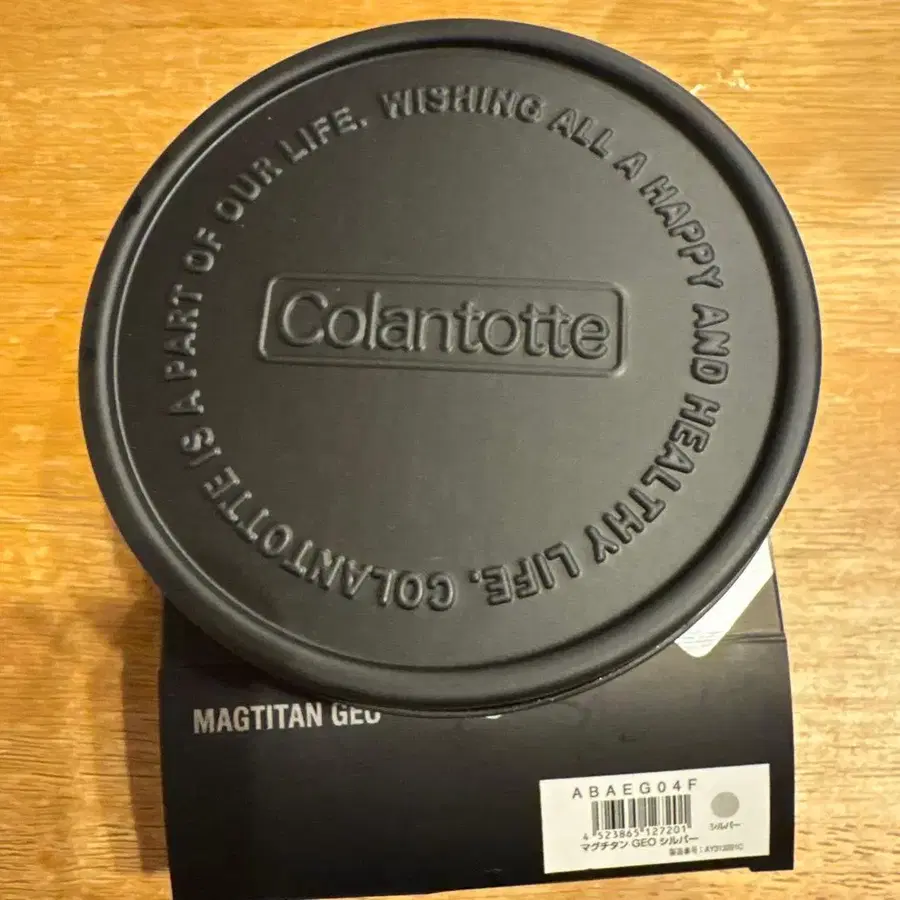 WISHING ALL A HAPPY AND HEALTHY LIFE. COLANTOTTE IS A PART OF OUR LIFE.
Colantotte
MAGTITAN GEO
ABAEG04F
4 523865 127201
シルバー
マグチタン GEO シルバー